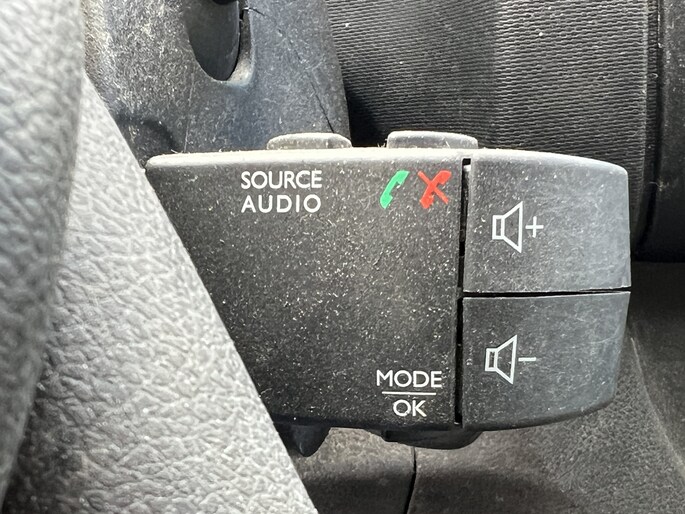 SOURCE
AUDIO
+
-
MODE
OK